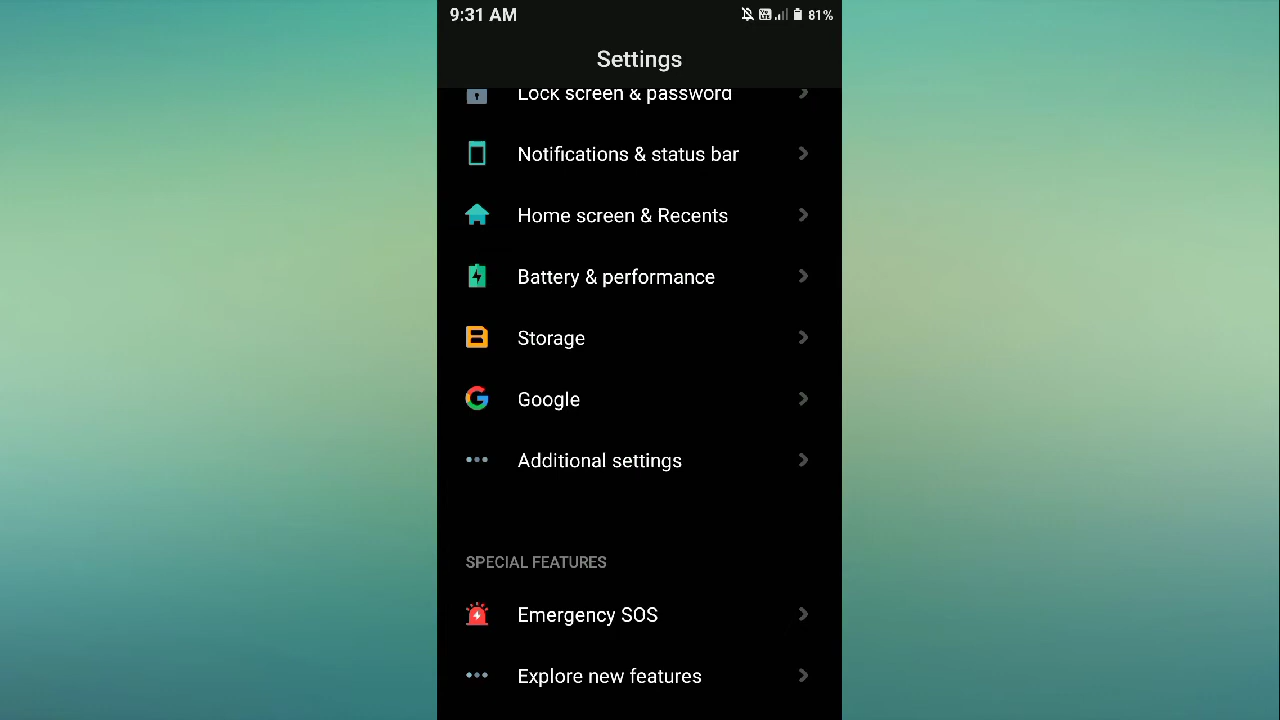 9:31 AM
81%
Settings
Lock screen & password
Notifications & status bar
Home screen & Recents
Battery & performance
Storage
Google
Additional settings
SPECIAL FEATURES
Emergency SOS
Explore new features